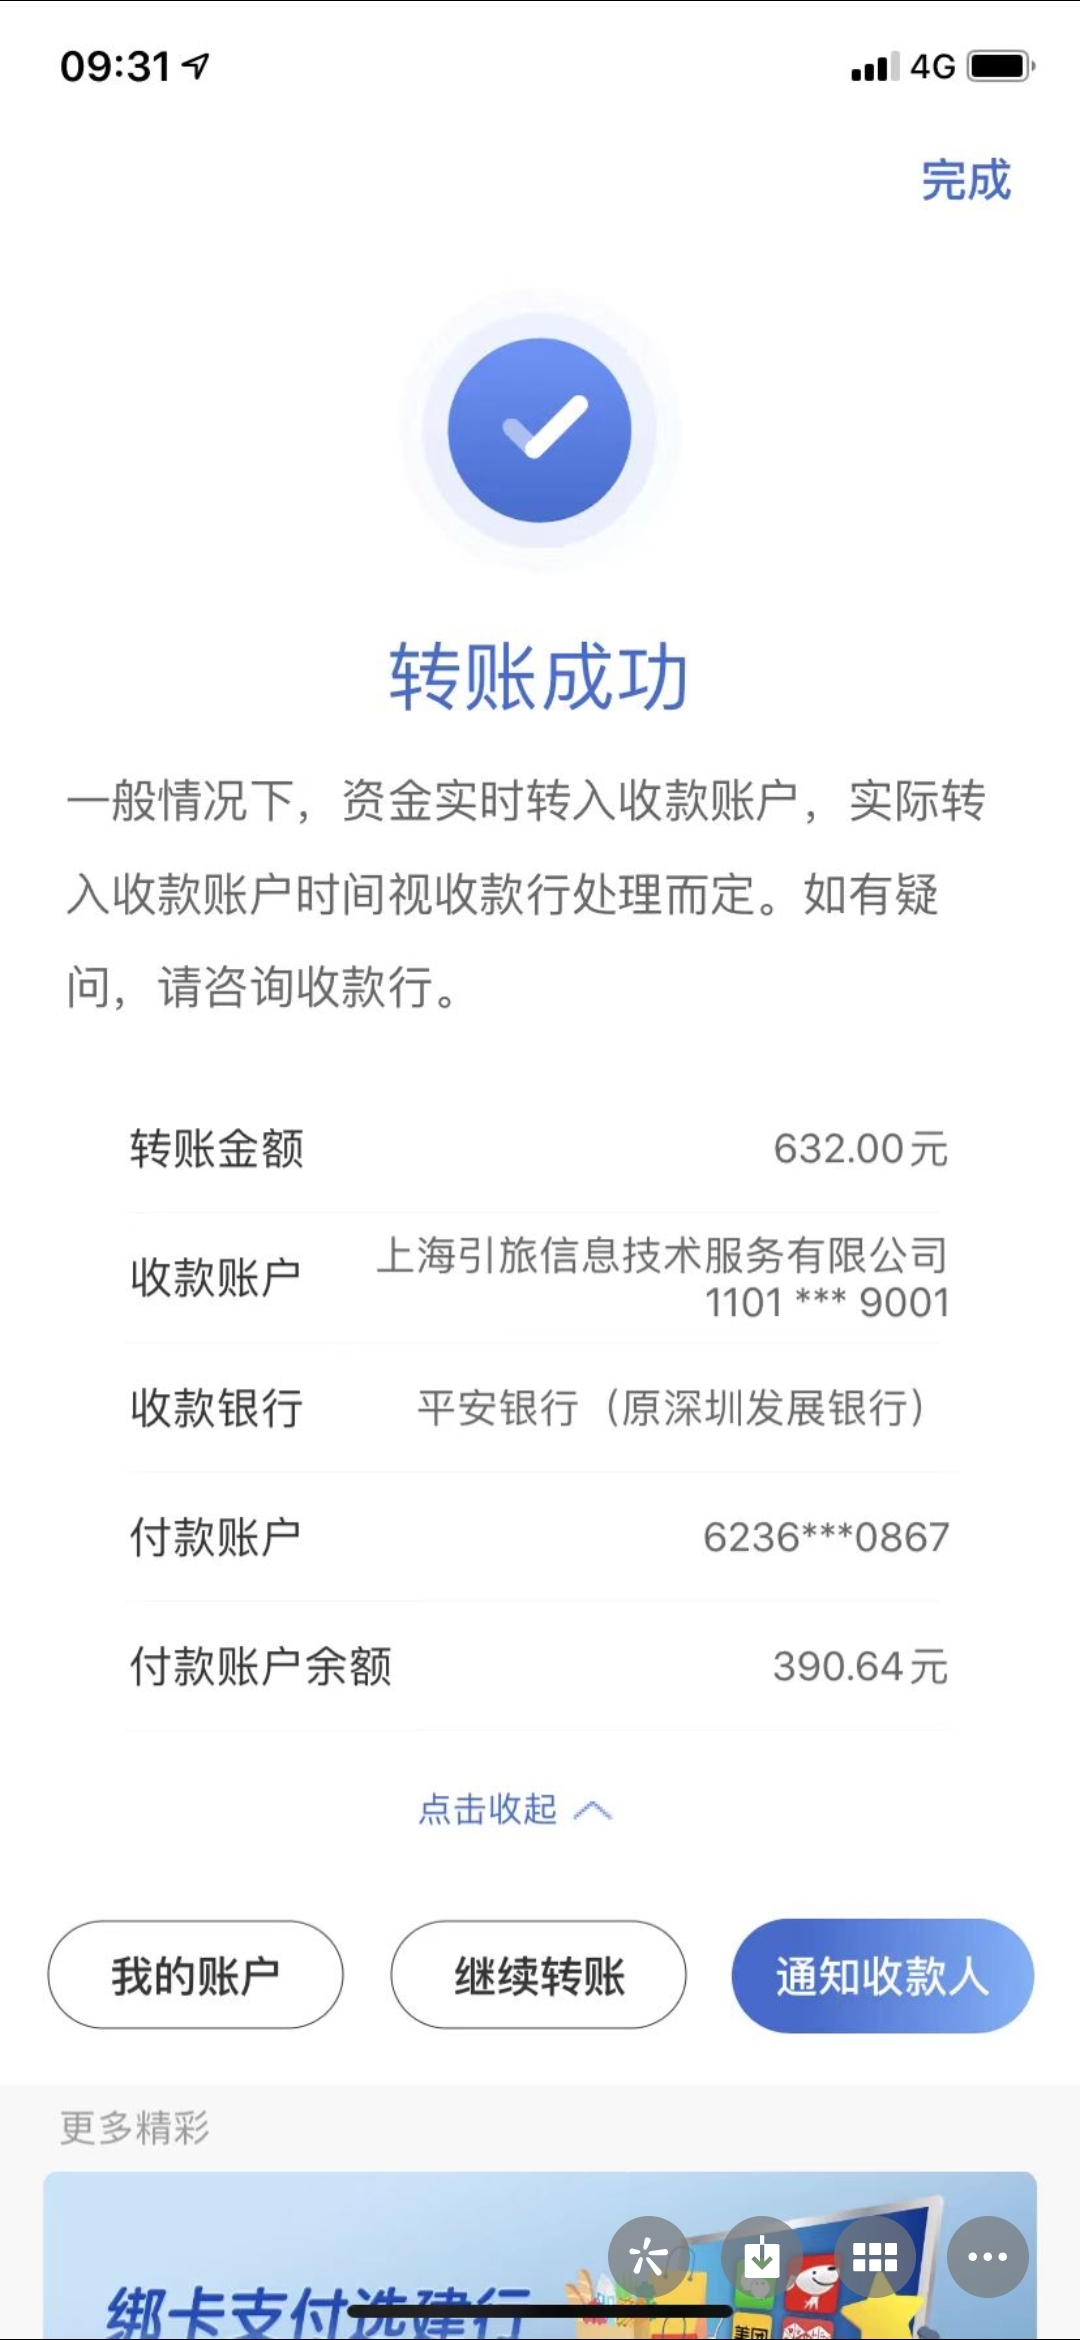 09:31
4G
完成
转账成功
一般情况下，资金实时转入收款账户，实际转
入收款账户时间视收款行处理而定。如有疑
问，请咨询收款行。
转账金额 632.00元
收款账户 上海引旅信息技术服务有限公司
1101 *** 9001
收款银行 平安银行（原深圳发展银行）
付款账户 6236***0867
付款账户余额 390.64元
点击收起
我的账户 继续转账 通知收款人
更多精彩
绑卡支付选建行
美团